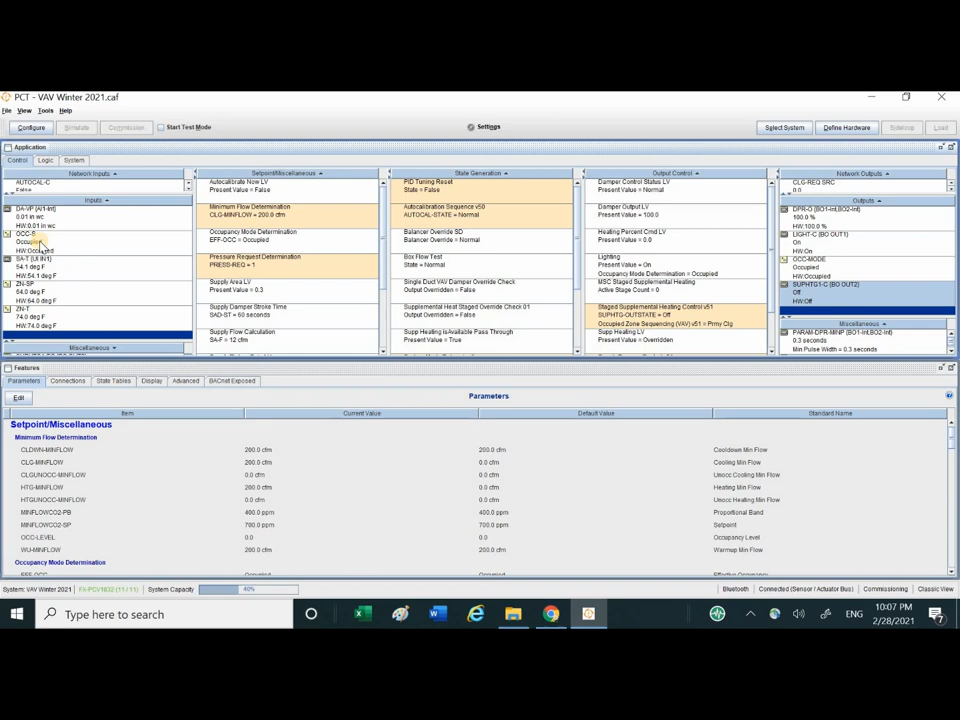 PCT - VAV Winter 2021.caf
File View Tools Help
Configure Simulate Commission Start Test Mode Settings Select System Define Hardware Sideloop Load
Application
Control Logic System
Network Inputs
AUTOCAL-C
False
Inputs
DA-VP (AI1-Int)
0.01 in wc
HW:0.01 in wc
OCC-S
Occupied
HW:Occupied
SA-T (UI IN1)
54.1 deg F
HW:54.1 deg F
ZN-SP
64.0 deg F
HW:64.0 deg F
ZN-T
74.0 deg F
HW:74.0 deg F
Miscellaneous
Setpoint/Miscellaneous
Autocalibrate Now LV
Present Value = False
Minimum Flow Determination
CLG-MINFLOW = 200.0 cfm
Occupancy Mode Determination
EFF-OCC = Occupied
Pressure Request Determination
PRESS-REQ = 1
Supply Area LV
Present Value = 0.3
Supply Damper Stroke Time
SAD-ST = 60 seconds
Supply Flow Calculation
SA-F = 12 cfm
State Generation
PID Tuning Reset
State = False
Autocalibration Sequence v50
AUTOCAL-STATE = Normal
Balancer Override SD
Balancer Override = Normal
Box Flow Test
State = Normal
Single Duct VAV Damper Override
Output Overridden = False
Supplemental Heat Staged Override Check 01
Output Overridden = False
Supp Heating isAvailable Pass Through
Present Value = True
Output Control
Damper Control Status LV
Present Value = Normal
Damper Output LV
Present Value = 100.0
Heating Percent Cmd LV
Present Value = 0.0
Lighting
Present Value = On
Occupancy Mode Determination = Occupied
MSC Staged Supplemental Heating
Active Stage Count = 0
Staged Supplemental Heating Control v51
SUPHTG-OUTSTATE = Off
Occupied Zone Sequencing (VAV) v51 = Prmy Clg
Supp Heating LV
Present Value = Overridden
Network Outputs
CLG-REQ SRC
0.0
Outputs
DPR-O (BO1-Int,BO2-Int)
100.0 %
HW:100.0 %
LIGHT-C (BO OUT1)
On
HW:On
OCC-MODE
Occupied
HW:Occupied
SUPHTG1-C (BO OUT2)
Off
HW:Off
Miscellaneous
PARAM-DPR-MINP (BO1-Int,BO2-Int)
0.3 seconds
Min Pulse Width = 0.3 seconds
Features
Parameters Connections State Tables Display Advanced BACnet Exposed
Edit Parameters
Item Current Value Default Value Standard Name
Setpoint/Miscellaneous
Minimum Flow Determination
CLDWN-MINFLOW 200.0 cfm 200.0 cfm Cooldown Min Flow
CLG-MINFLOW 200.0 cfm 0.0 cfm Cooling Min Flow
CLGUNOCC-MINFLOW 0.0 cfm 0.0 cfm Unocc Cooling Min Flow
HTG-MINFLOW 200.0 cfm 0.0 cfm Heating Min Flow
HTGUNOCC-MINFLOW 0.0 cfm 0.0 cfm Unocc Heating Min Flow
MINFLOWCO2-PB 400.0 ppm 400.0 ppm Proportional Band
MINFLOWCO2-SP 700.0 ppm 700.0 ppm Setpoint
OCC-LEVEL 0.0 0.0 Occupancy Level
WU-MINFLOW 200.0 cfm 200.0 cfm Warmup Min Flow
Occupancy Mode Determination
EFF-OCC Occupied Occupied Effective Occupancy
System: VAV Winter 2021 FX-PCV1832 (11 / 11) System Capacity 40% Bluetooth Connected (Sensor / Actuator Bus) Commissioning Classic View
Type here to search
ENG
10:07 PM
2/28/2021
7